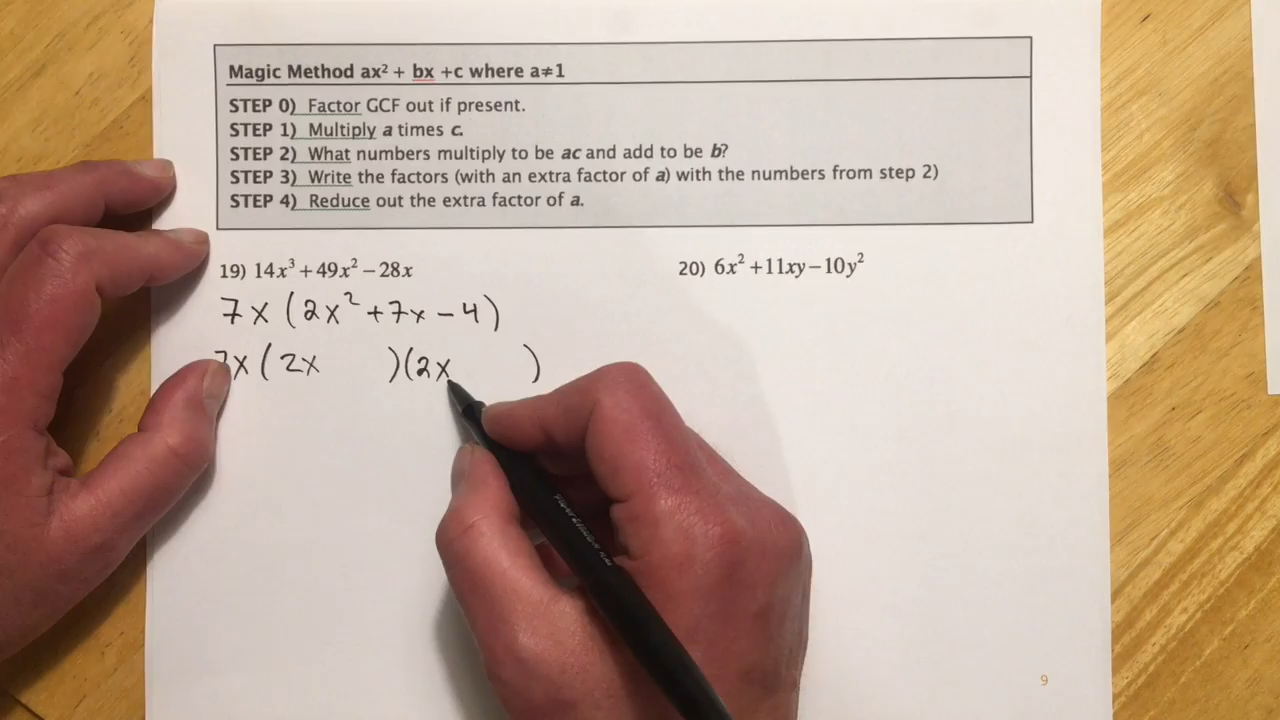 Magic Method ax² + bx +c where a≠1
STEP 0) Factor GCF out if present.
STEP 1) Multiply a times c.
STEP 2) What numbers multiply to be ac and add to be b?
STEP 3) Write the factors (with an extra factor of a) with the numbers from step 2)
STEP 4) Reduce out the extra factor of a.
19) 14x³ + 49x² − 28x
7x (2x² + 7x − 4)
7x ( 2x )(2x )
20) 6x² +11xy −10y²
9